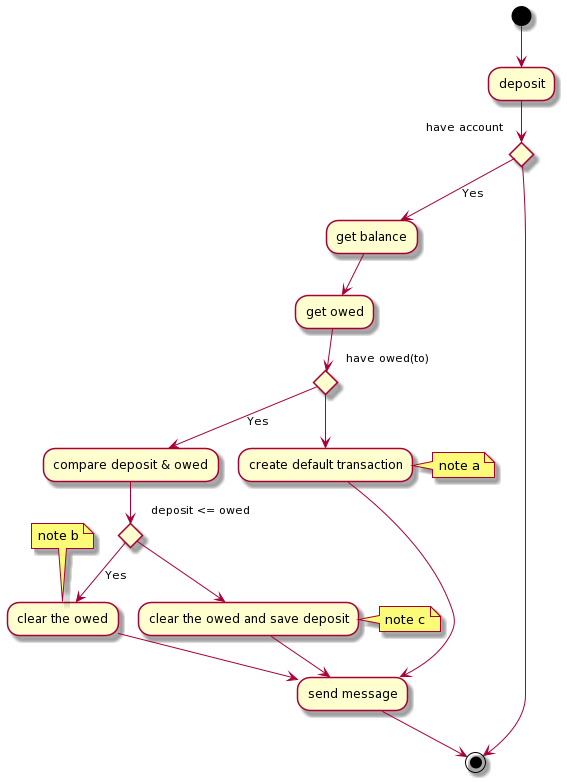 deposit
have account
Yes
get balance
get owed
have owed(to)
Yes
compare deposit & owed
create default transaction
note a
deposit <= owed
note b
Yes
clear the owed
clear the owed and save deposit
note c
send message